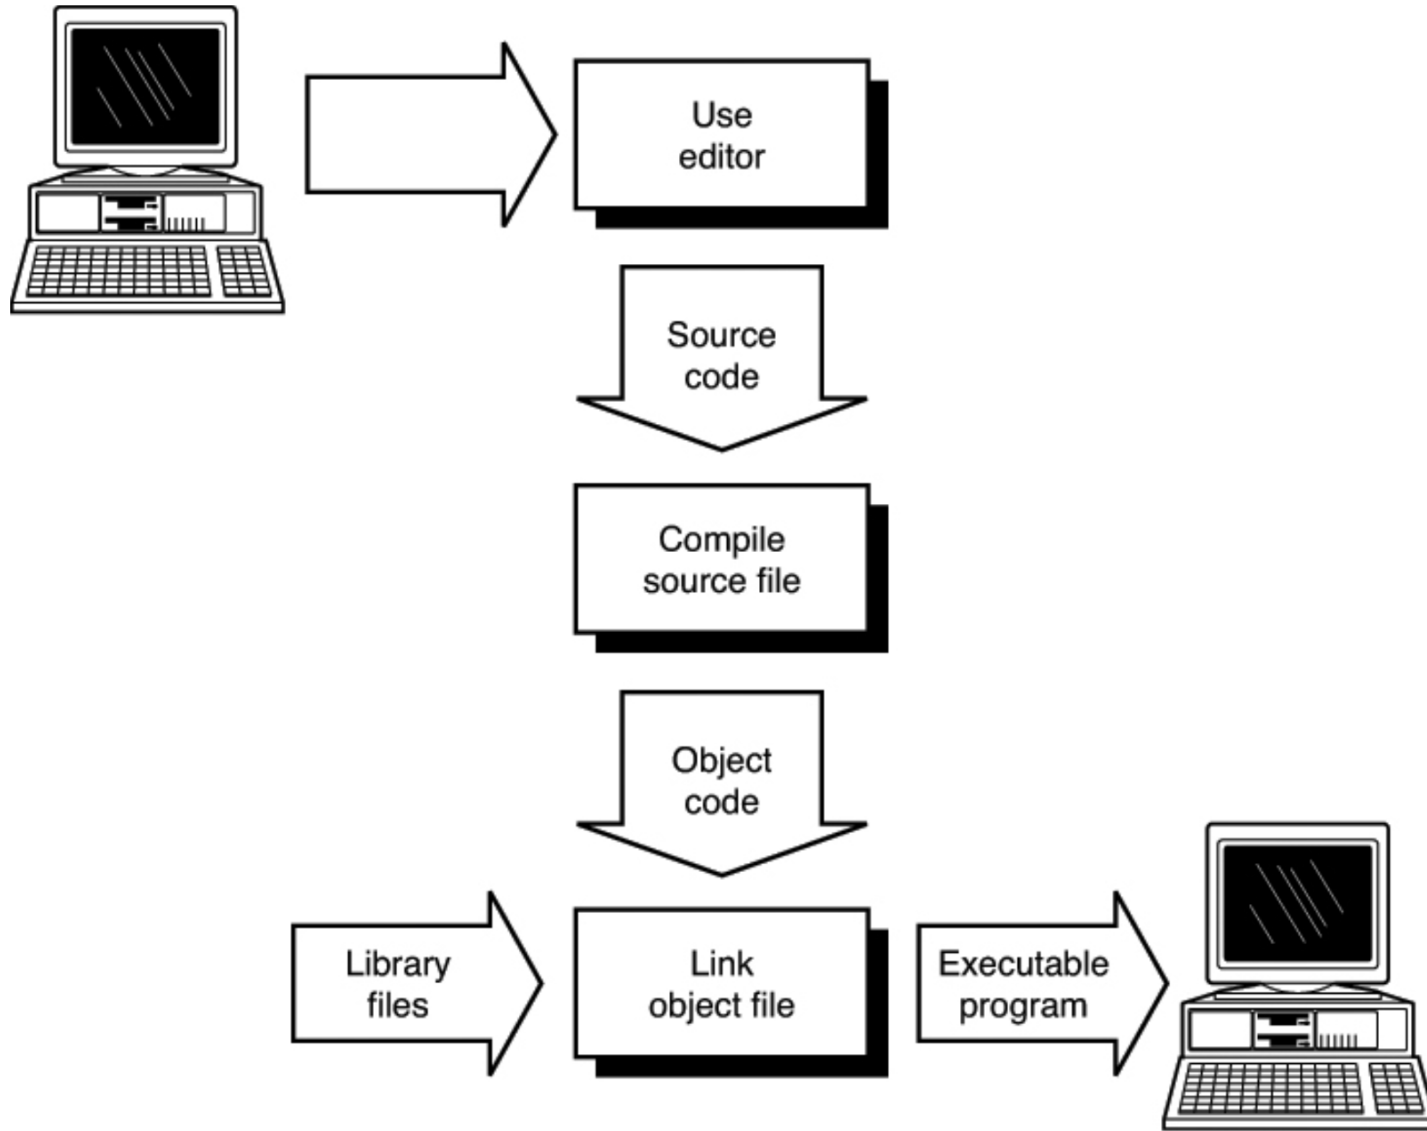 Use
editor
Source
code
Compile
source file
Object
code
Library
files
Link
object file
Executable
program